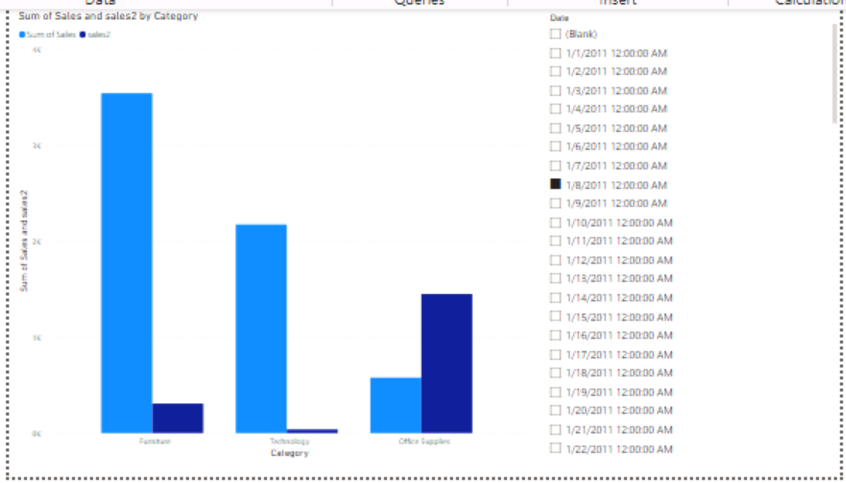 Data Queries Insert Calculation
Sum of Sales and sales2 by Category
Sum of Sales sales2
4K
3K
2K
1K
0K
Sum of Sales and sales2
Furniture Technology Office Supplies
Category
Date
(Blank)
1/1/2011 12:00:00 AM
1/2/2011 12:00:00 AM
1/3/2011 12:00:00 AM
1/4/2011 12:00:00 AM
1/5/2011 12:00:00 AM
1/6/2011 12:00:00 AM
1/7/2011 12:00:00 AM
1/8/2011 12:00:00 AM
1/9/2011 12:00:00 AM
1/10/2011 12:00:00 AM
1/11/2011 12:00:00 AM
1/12/2011 12:00:00 AM
1/13/2011 12:00:00 AM
1/14/2011 12:00:00 AM
1/15/2011 12:00:00 AM
1/16/2011 12:00:00 AM
1/17/2011 12:00:00 AM
1/18/2011 12:00:00 AM
1/19/2011 12:00:00 AM
1/20/2011 12:00:00 AM
1/21/2011 12:00:00 AM
1/22/2011 12:00:00 AM